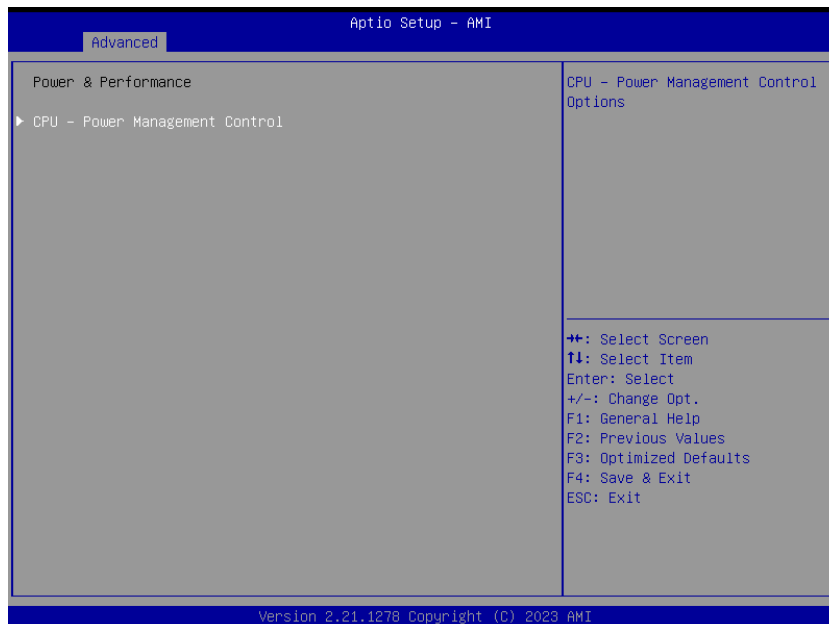 Aptio Setup – AMI
Advanced
Power & Performance
▶ CPU – Power Management Control
CPU – Power Management Control
Options
→←: Select Screen
↑↓: Select Item
Enter: Select
+/-: Change Opt.
F1: General Help
F2: Previous Values
F3: Optimized Defaults
F4: Save & Exit
ESC: Exit
Version 2.21.1278 Copyright (C) 2023 AMI